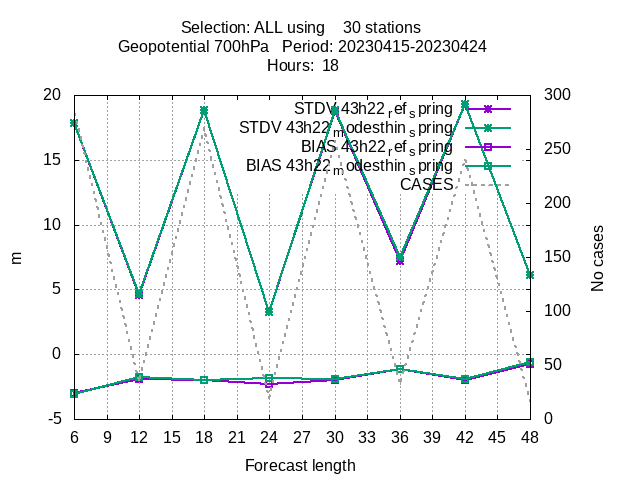 Selection: ALL using    30 stations
Geopotential 700hPa   Period: 20230415-20230424
Hours:  18
STDV 43h22_ref_spring
STDV 43h22_modesthin_spring
BIAS 43h22_ref_spring
BIAS 43h22_modesthin_spring
CASES
20
15
10
5
0
-5
m
300
250
200
150
100
50
0
No cases
6 9 12 15 18 21 24 27 30 33 36 39 42 45 48
Forecast length